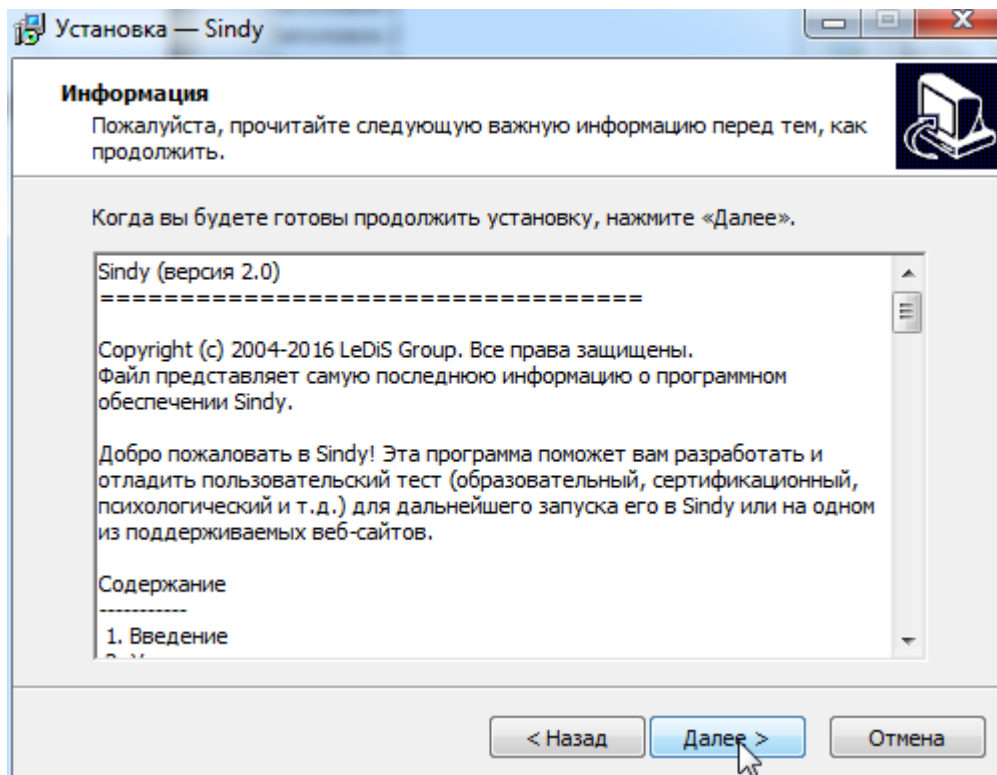 Установка — Sindy
Информация
Пожалуйста, прочитайте следующую важную информацию перед тем, как
продолжить.
Когда вы будете готовы продолжить установку, нажмите «Далее».
Sindy (версия 2.0)
==================================
Copyright (c) 2004-2016 LeDiS Group. Все права защищены.
Файл представляет самую последнюю информацию о программном
обеспечении Sindy.
Добро пожаловать в Sindy! Эта программа поможет вам разработать и
отладить пользовательский тест (образовательный, сертификационный,
психологический и т.д.) для дальнейшего запуска его в Sindy или на одном
из поддерживаемых веб-сайтов.
Содержание
-----------
1. Введение
< Назад
Далее >
Отмена